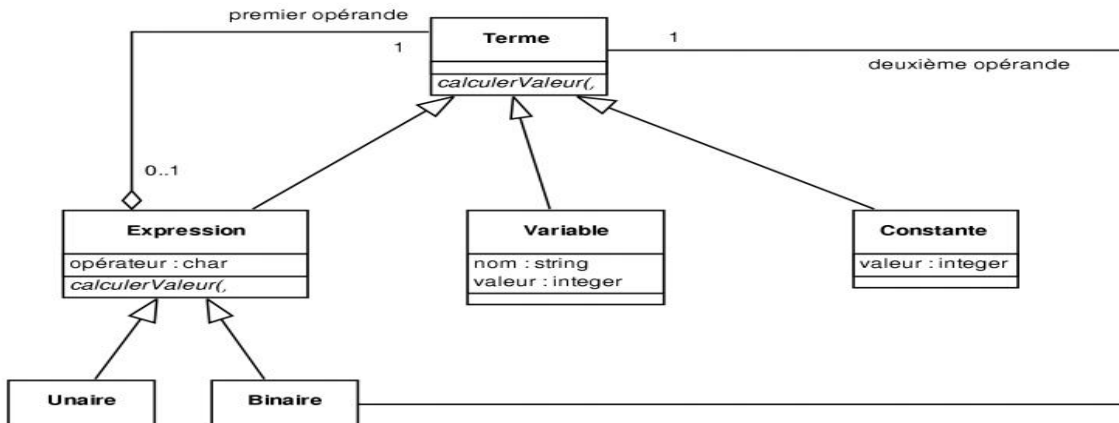 premier opérande
1
Terme
1
deuxième opérande
calculerValeur(,
0..1
Expression
opérateur : char
calculerValeur(,
Variable
nom : string
valeur : integer
Constante
valeur : integer
Unaire
Binaire